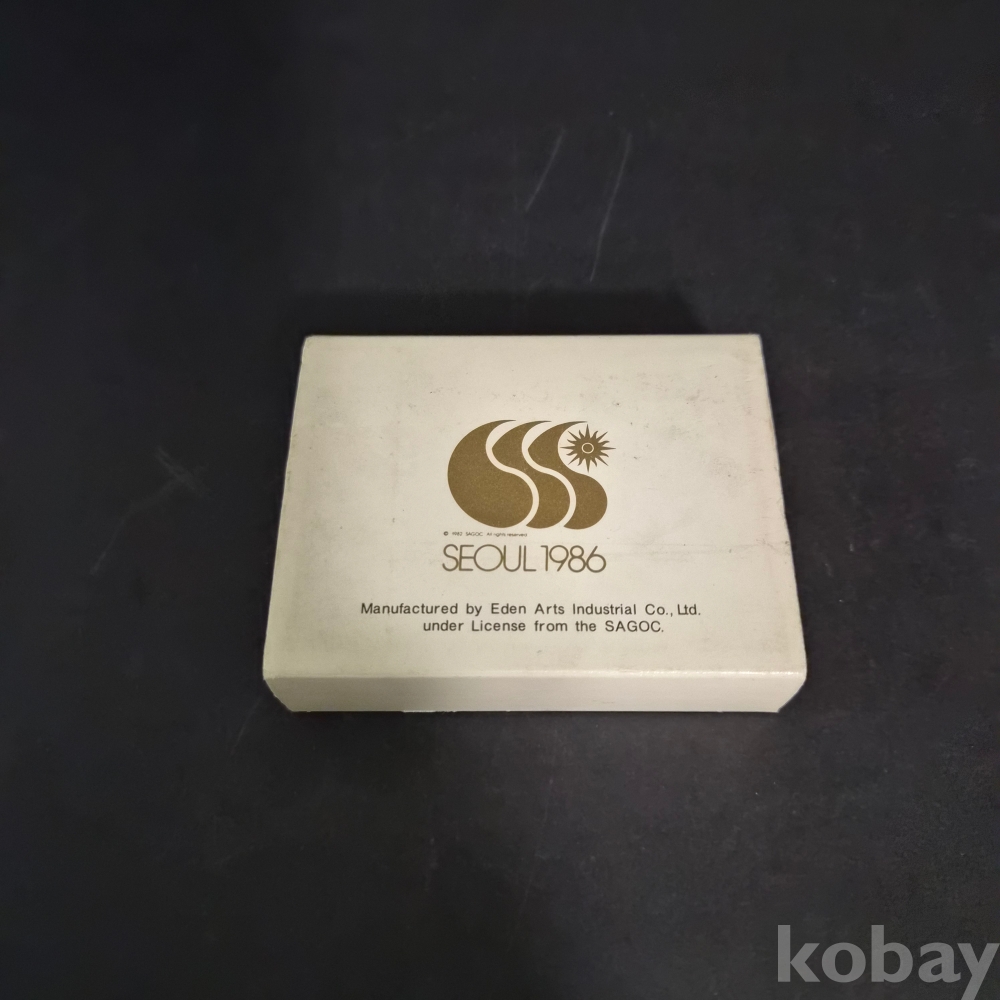 © 1982 SAGOC. All rights reserved
SEOUL 1986
Manufactured by Eden Arts Industrial Co., Ltd.
under License from the SAGOC.
kobay